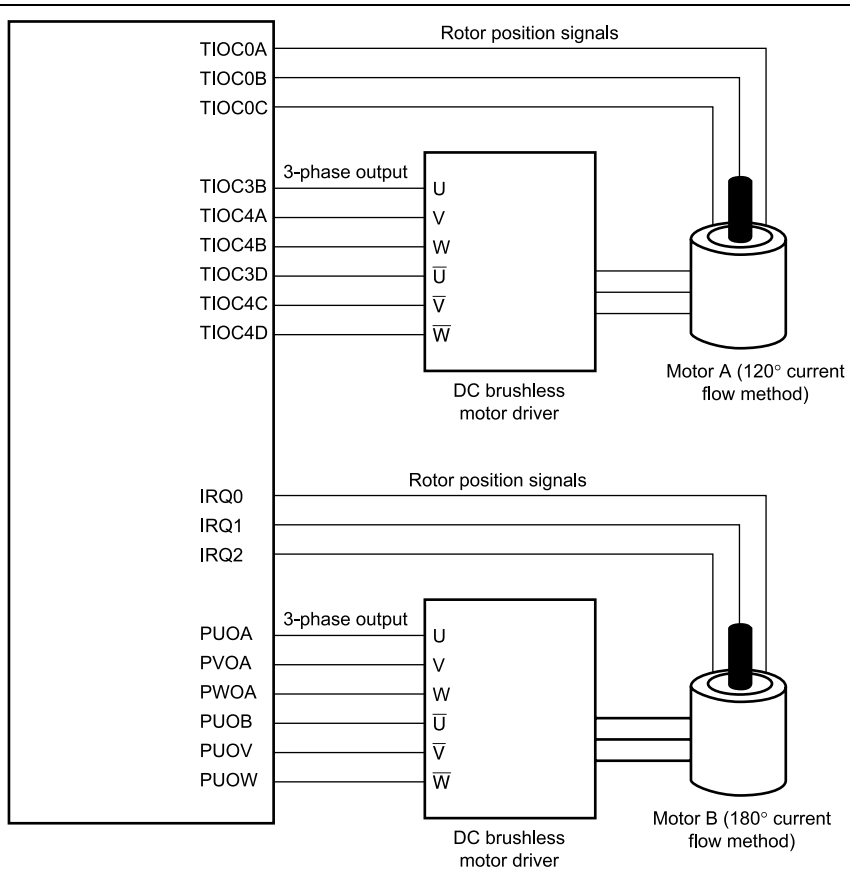 Rotor position signals
TIOC0A
TIOC0B
TIOC0C
3-phase output
TIOC3B
TIOC4A
TIOC4B
TIOC3D
TIOC4C
TIOC4D
U
V
W
U̅
V̅
W̅
DC brushless
motor driver
Motor A (120° current
flow method)
Rotor position signals
IRQ0
IRQ1
IRQ2
3-phase output
PUOA
PVOA
PWOA
PUOB
PUOV
PUOW
U
V
W
U̅
V̅
W̅
DC brushless
motor driver
Motor B (180° current
flow method)